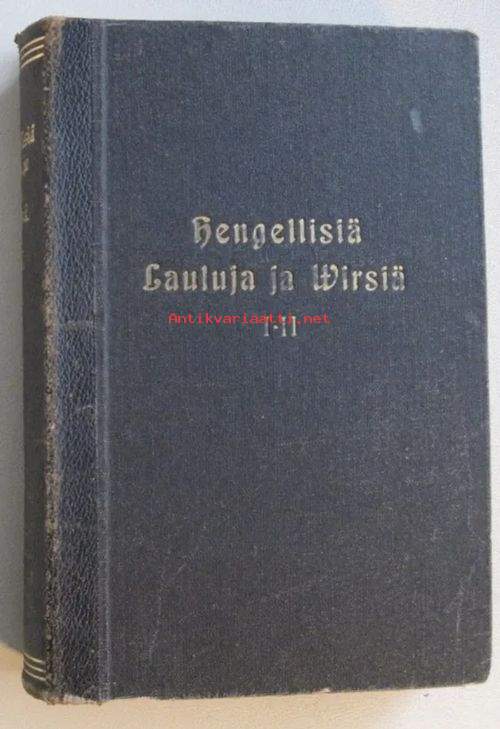 Hengellisiä
Lauluja ja Wirsiä
I-II
Antikvariaatti.net